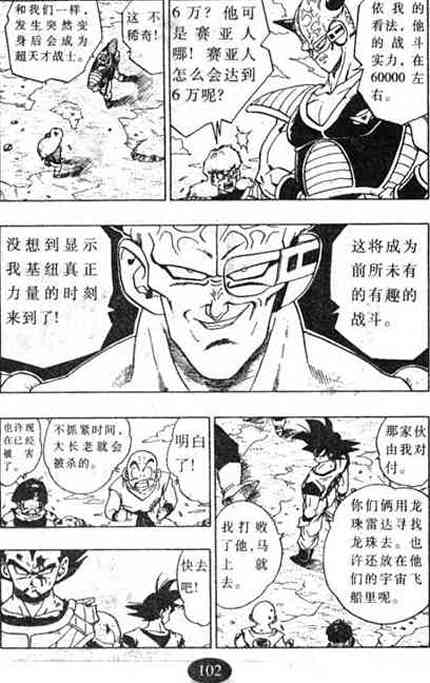 依我的
看法，他
的战斗
实力，在
60000左
右。
6万？他可
是赛亚人
哪！赛亚人
怎么会达到
6万呢？
这不
稀奇！
和我们一样，
发生突然变
身后会成为
超天才战士。
这将成为
前所未有
的有趣的
战斗。
没想到显示
我基纽真正
力量的时刻
来到了！
那家伙
由我对
付。
你们俩用龙
珠雷达寻找
龙珠去。也
许还放在他
们的宇宙飞
船里呢。
我打败
了他，马
上就
去。
明白
了！
不抓紧时间，
大长老就会
被杀的。
也许现
在已经
被害
了。
快去
吧！
102